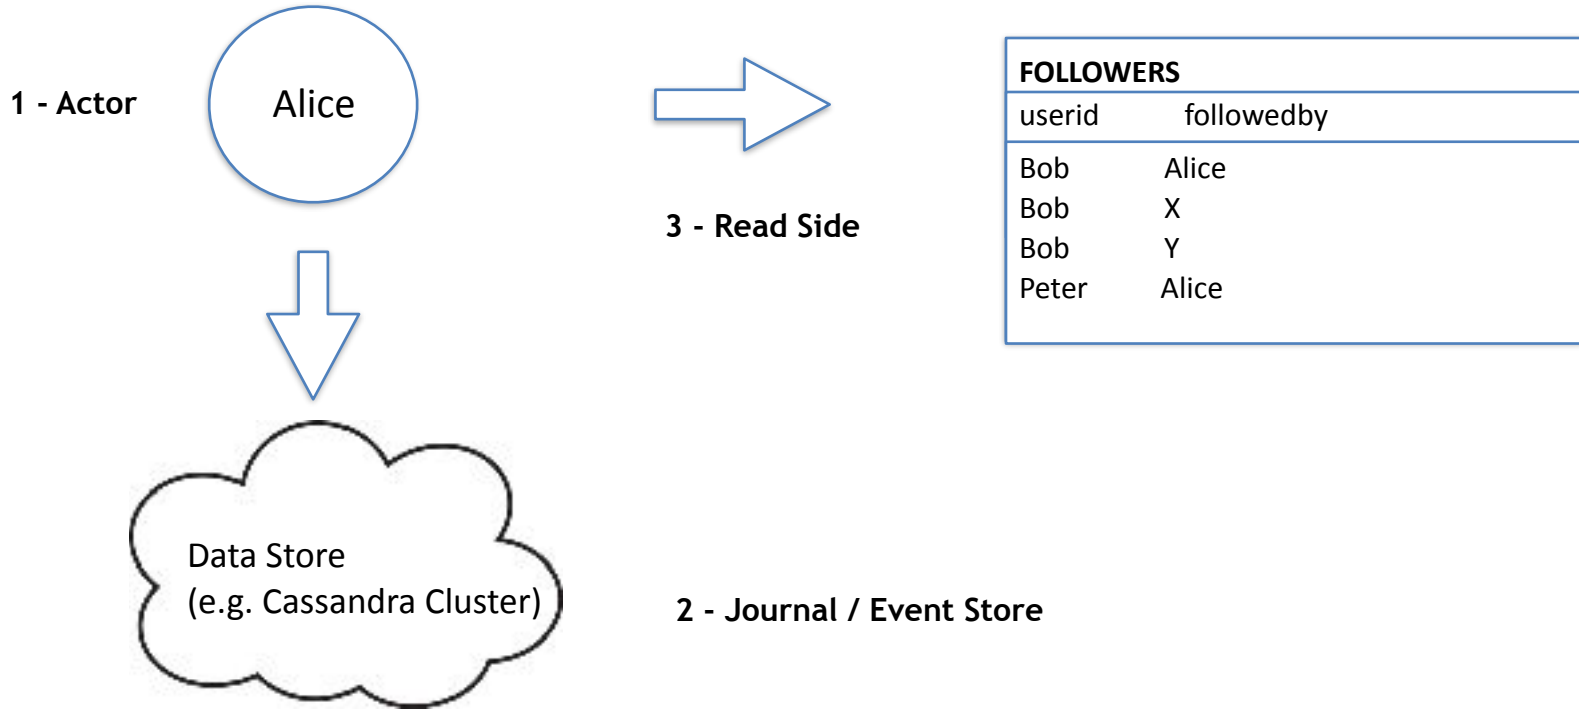 1 - Actor
Alice
FOLLOWERS
userid followedby
Bob Alice
Bob X
Bob Y
Peter Alice
3 - Read Side
Data Store
(e.g. Cassandra Cluster)
2 - Journal / Event Store